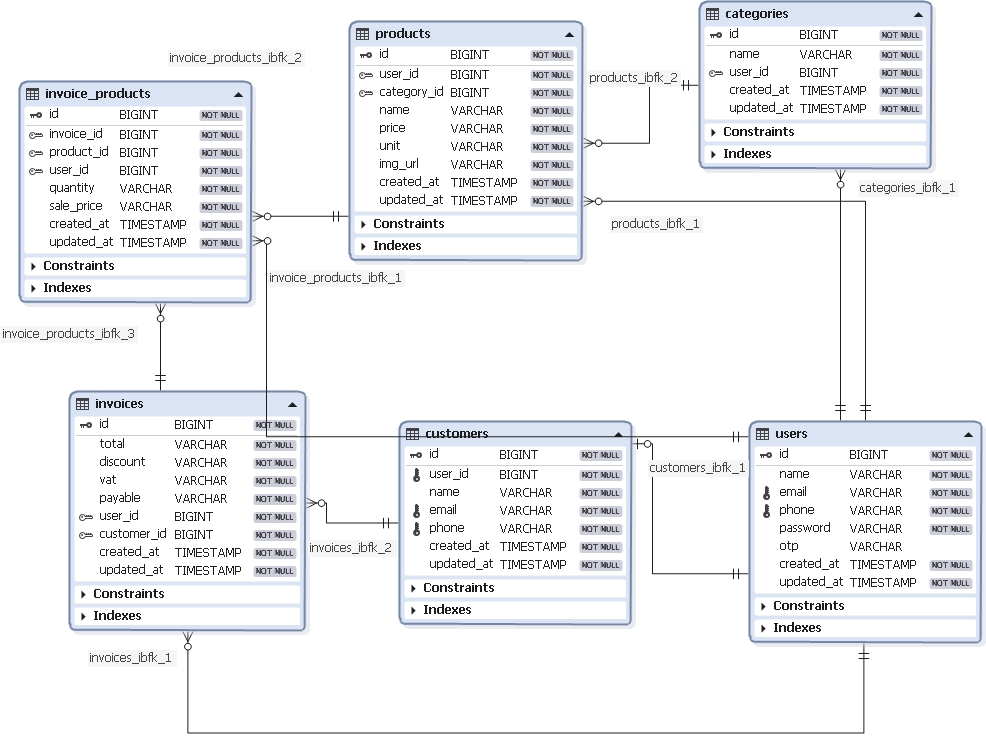 categories
id BIGINT NOT NULL
name VARCHAR NOT NULL
user_id BIGINT NOT NULL
created_at TIMESTAMP NOT NULL
updated_at TIMESTAMP NOT NULL
Constraints
Indexes
products
id BIGINT NOT NULL
user_id BIGINT NOT NULL
category_id BIGINT NOT NULL
name VARCHAR NOT NULL
price VARCHAR NOT NULL
unit VARCHAR NOT NULL
img_url VARCHAR NOT NULL
created_at TIMESTAMP NOT NULL
updated_at TIMESTAMP NOT NULL
Constraints
Indexes
invoice_products_ibfk_2
products_ibfk_2
invoice_products
id BIGINT NOT NULL
invoice_id BIGINT NOT NULL
product_id BIGINT NOT NULL
user_id BIGINT NOT NULL
quantity VARCHAR NOT NULL
sale_price VARCHAR NOT NULL
created_at TIMESTAMP NOT NULL
updated_at TIMESTAMP NOT NULL
Constraints
Indexes
categories_ibfk_1
products_ibfk_1
invoice_products_ibfk_1
invoice_products_ibfk_3
invoices
id BIGINT NOT NULL
total VARCHAR NOT NULL
discount VARCHAR NOT NULL
vat VARCHAR NOT NULL
payable VARCHAR NOT NULL
user_id BIGINT NOT NULL
customer_id BIGINT NOT NULL
created_at TIMESTAMP NOT NULL
updated_at TIMESTAMP NOT NULL
Constraints
Indexes
customers
id BIGINT NOT NULL
user_id BIGINT NOT NULL
name VARCHAR NOT NULL
email VARCHAR NOT NULL
phone VARCHAR NOT NULL
created_at TIMESTAMP NOT NULL
updated_at TIMESTAMP NOT NULL
Constraints
Indexes
users
id BIGINT NOT NULL
name VARCHAR NOT NULL
email VARCHAR NOT NULL
phone VARCHAR NOT NULL
password VARCHAR NOT NULL
otp VARCHAR
created_at TIMESTAMP NOT NULL
updated_at TIMESTAMP NOT NULL
Constraints
Indexes
customers_ibfk_1
invoices_ibfk_2
invoices_ibfk_1